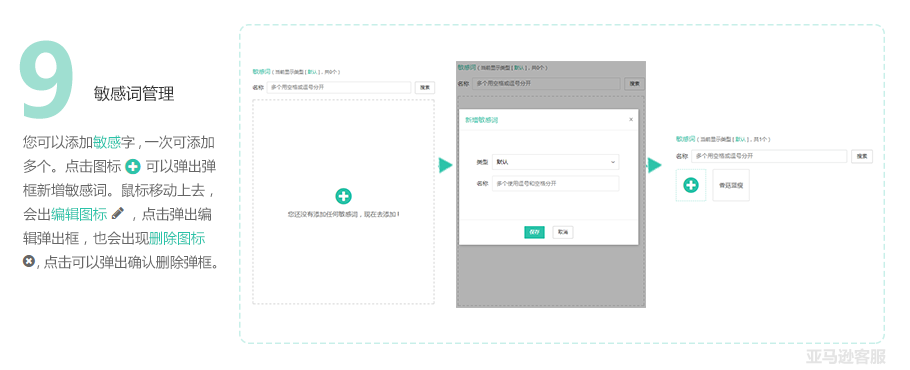 9
敏感词管理
您可以添加敏感字,一次可添加
多个。点击图标 可以弹出弹
框新增敏感词。鼠标移动上去,
会出编辑图标 ,点击弹出编
辑弹出框,也会出现删除图标
,点击可以弹出确认删除弹框。
敏感词 ( 当前显示类型 [ 默认 ] , 共0个 )
名称 多个用空格或逗号分开 搜索
您还没有添加任何敏感词,现在去添加!
敏感词 ( 当前显示类型 [ 默认 ] , 共0个 )
名称 多个用空格或逗号分开 搜索
新增敏感词 ×
类型 默认
名称 多个使用逗号和空格分开
保存 取消
敏感词 ( 当前显示类型 [ 默认 ] , 共1个 )
名称 多个用空格或逗号分开 搜索
亚马逊客服